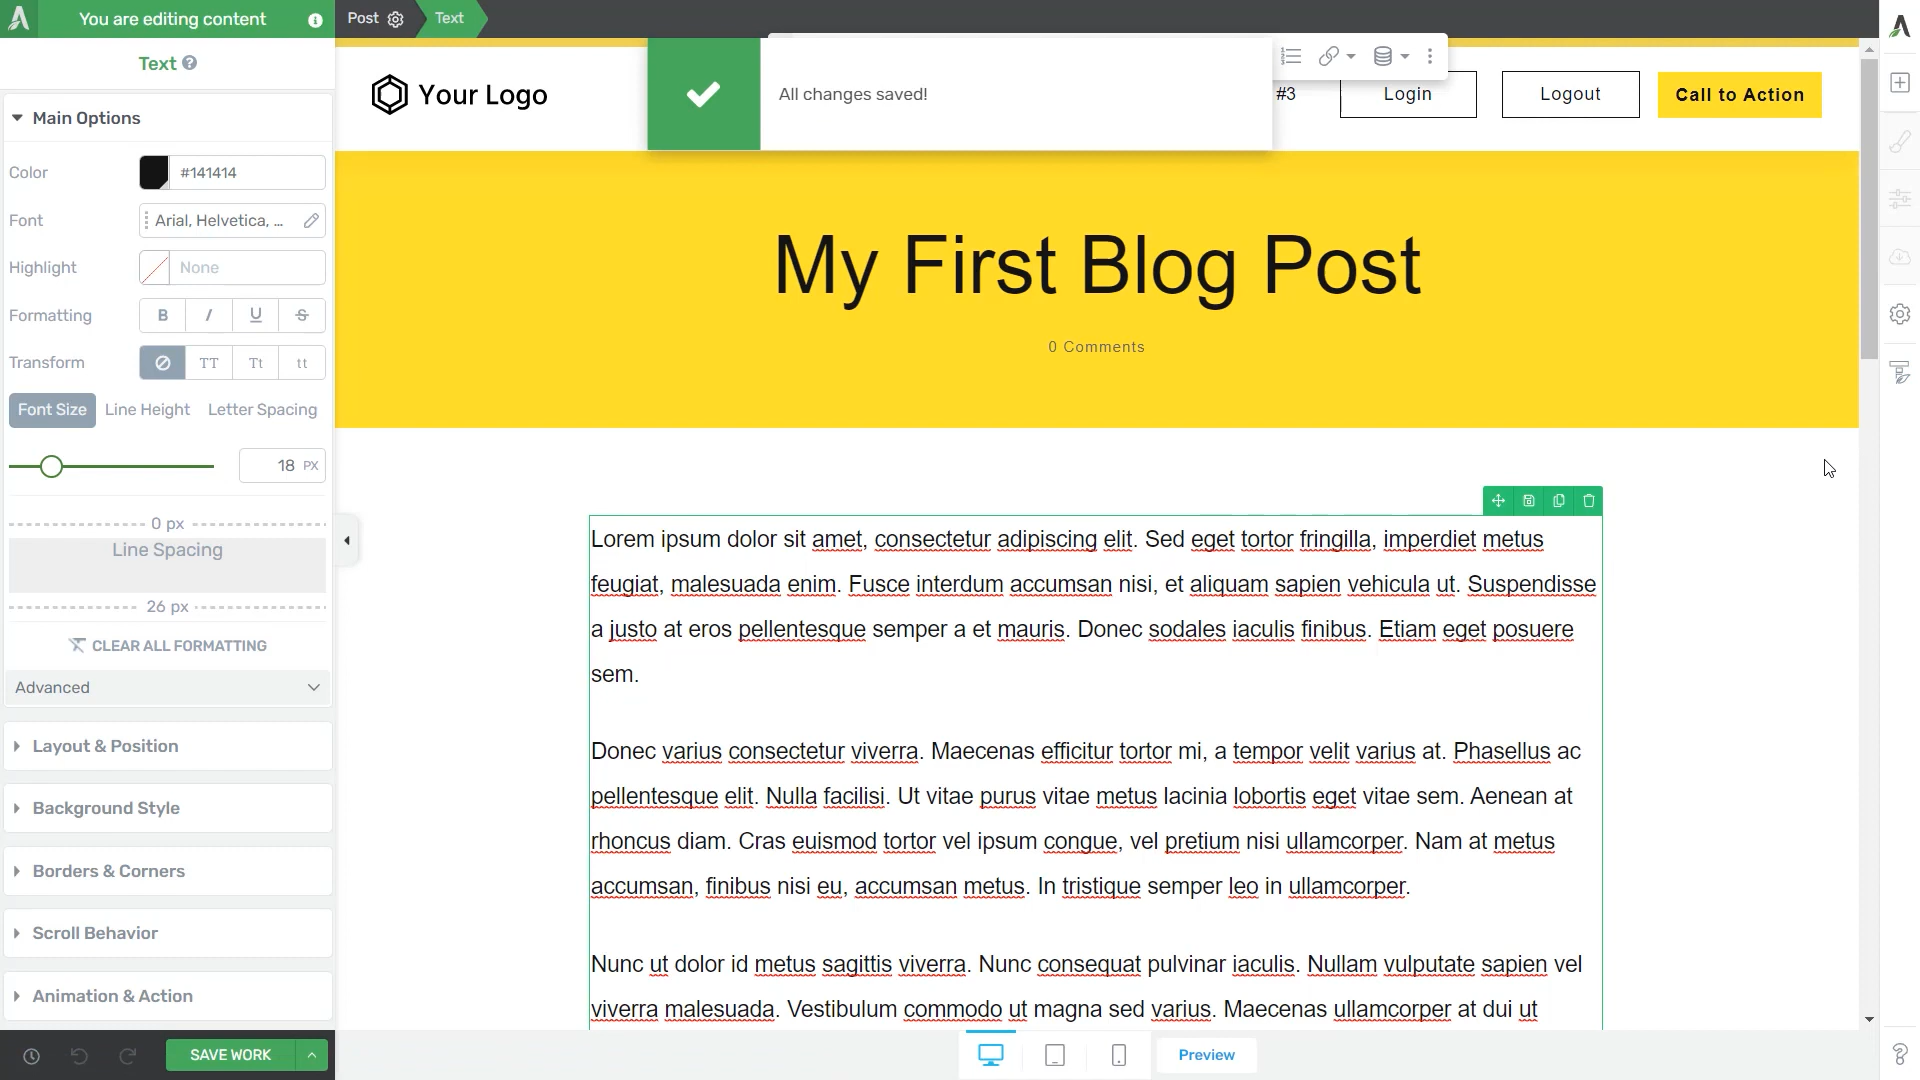 You are editing content
Post
Text
Text
Main Options
Color
#141414
Font
Arial, Helvetica, ...
Highlight
None
Formatting
B I U S
Transform
TT Tt tt
Font Size Line Height Letter Spacing
18 PX
0 px
Line Spacing
26 px
CLEAR ALL FORMATTING
Advanced
Layout & Position
Background Style
Borders & Corners
Scroll Behavior
Animation & Action
SAVE WORK
Your Logo
All changes saved!
#3
Login
Logout
Call to Action
My First Blog Post
0 Comments
Lorem ipsum dolor sit amet, consectetur adipiscing elit. Sed eget tortor fringilla, imperdiet metus
feugiat, malesuada enim. Fusce interdum accumsan nisi, et aliquam sapien vehicula ut. Suspendisse
a justo at eros pellentesque semper a et mauris. Donec sodales iaculis finibus. Etiam eget posuere
sem.
Donec varius consectetur viverra. Maecenas efficitur tortor mi, a tempor velit varius at. Phasellus ac
pellentesque elit. Nulla facilisi. Ut vitae purus vitae metus lacinia lobortis eget vitae sem. Aenean at
rhoncus diam. Cras euismod tortor vel ipsum congue, vel pretium nisi ullamcorper. Nam at metus
accumsan, finibus nisi eu, accumsan metus. In tristique semper leo in ullamcorper.
Nunc ut dolor id metus sagittis viverra. Nunc consequat pulvinar iaculis. Nullam vulputate sapien vel
viverra malesuada. Vestibulum commodo ut magna sed varius. Maecenas ullamcorper at dui ut
Preview